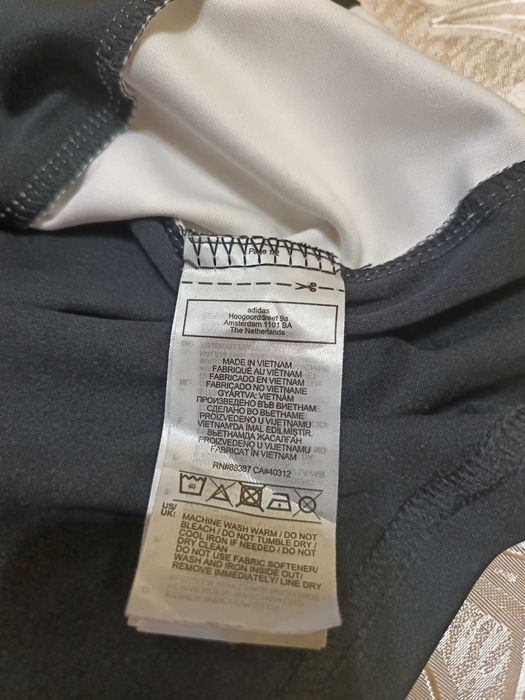 adidas
Hoogoorddreef 9a
Amsterdam 1101 BA
The Netherlands
MADE IN VIETNAM
FABRIQUÉ AU VIETNAM
FABRICADO EN VIETNAM
FABRICADO NO VIETNAME
GYÁRTVA: VIETNAM
ПРОИЗВЕДЕНО ВЪВ ВИЕТНАМ
СДЕЛАНО ВО ВЬЕТНАМЕ
PROIZVEDENO U VIJETNAMU
VIETNAM'DA İMAL EDİLMİŞTİR.
ВЬЕТНАМДА ЖАСАЛҒАН
PROIZVEDENO U VIJETNAMU
FABRICAT ÎN VIETNAM
RN#88387 CA#40312
40
US/
UK:
MACHINE WASH WARM / DO NOT
BLEACH / DO NOT TUMBLE DRY /
COOL IRON IF NEEDED / DO NOT
DRY CLEAN
DO NOT USE FABRIC SOFTENER/
WASH AND IRON INSIDE OUT/
REMOVE IMMEDIATELY/ LINE DRY